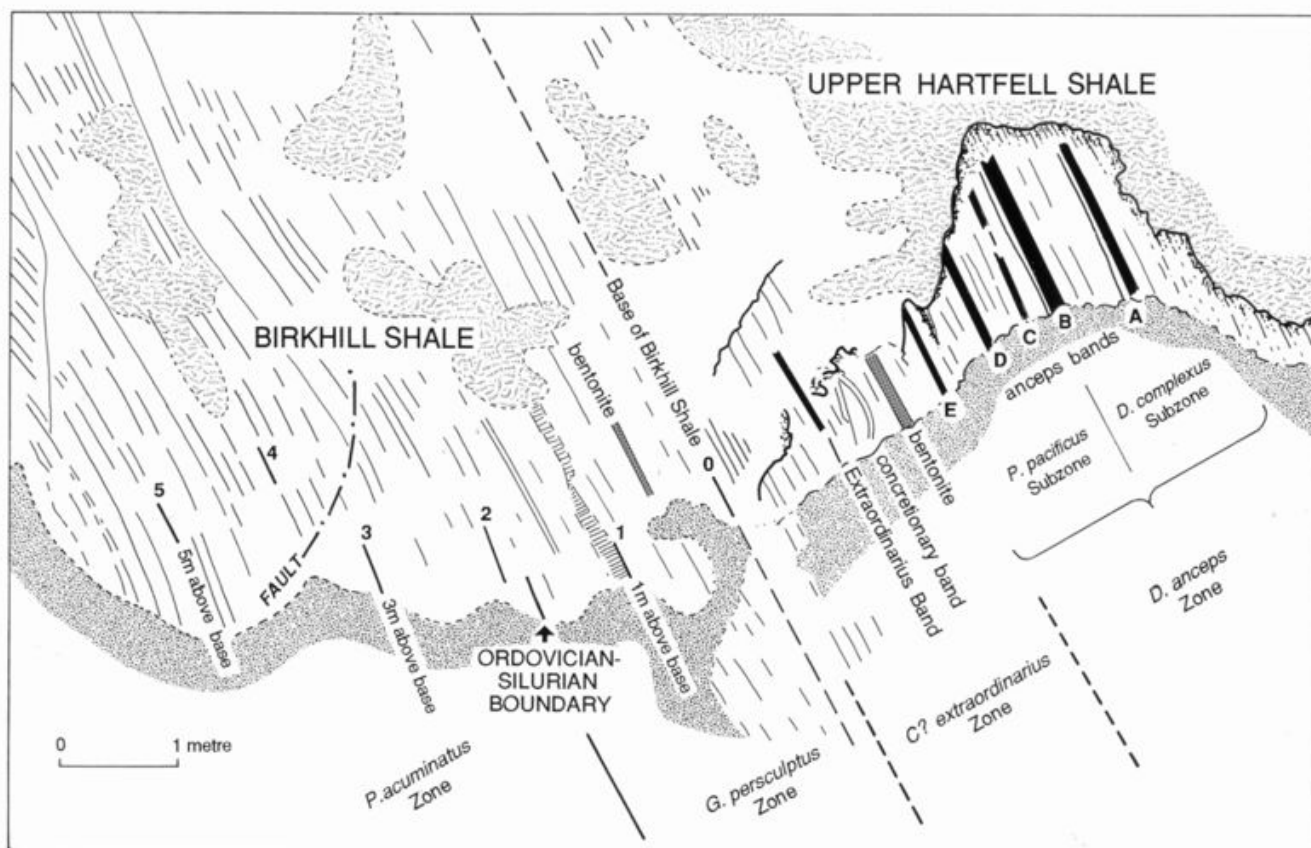 UPPER HARTFELL SHALE
BIRKHILL SHALE
bentonite
Base of Birkhill Shale
0
A
B
C
D
E
anceps bands
bentonite
concretionary band
Extraordinarius Band
D. complexus
Subzone
P. pacificus
Subzone
D. anceps
Zone
C? extraordinarius
Zone
G. persculptus
Zone
P.acuminatus
Zone
5
5m above base
4
FAULT
3
3m above base
2
1
1m above base
ORDOVICIAN-
SILURIAN
BOUNDARY
0
1 metre